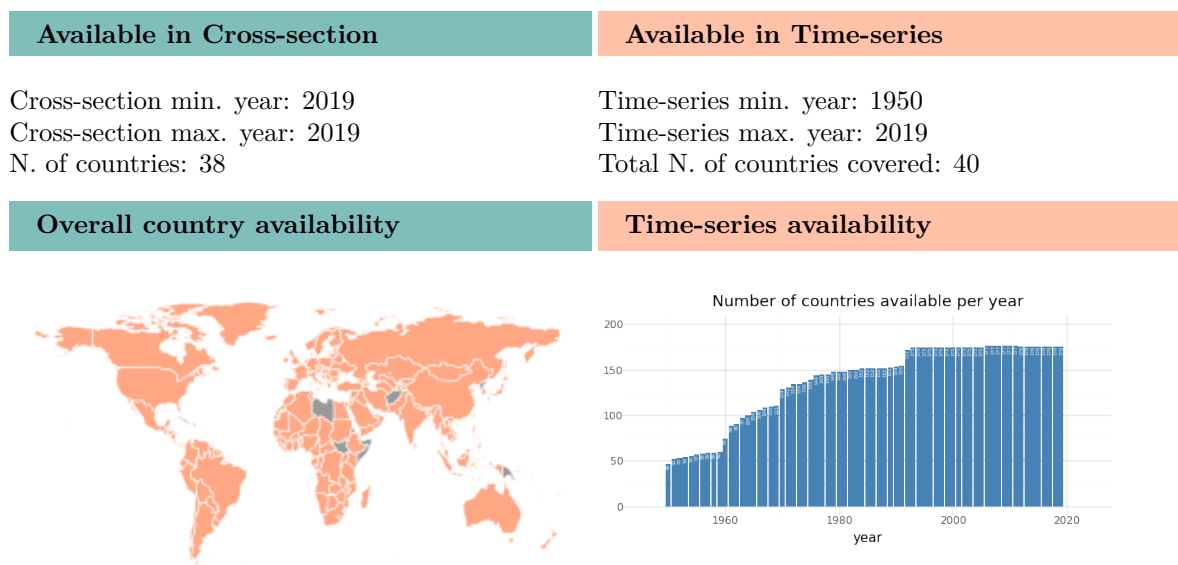 Available in Cross-section
Available in Time-series
Cross-section min. year: 2019
Cross-section max. year: 2019
N. of countries: 38
Time-series min. year: 1950
Time-series max. year: 2019
Total N. of countries covered: 40
Overall country availability
Time-series availability
Number of countries available per year
200
150
100
50
0
1960 1980 2000 2020
year